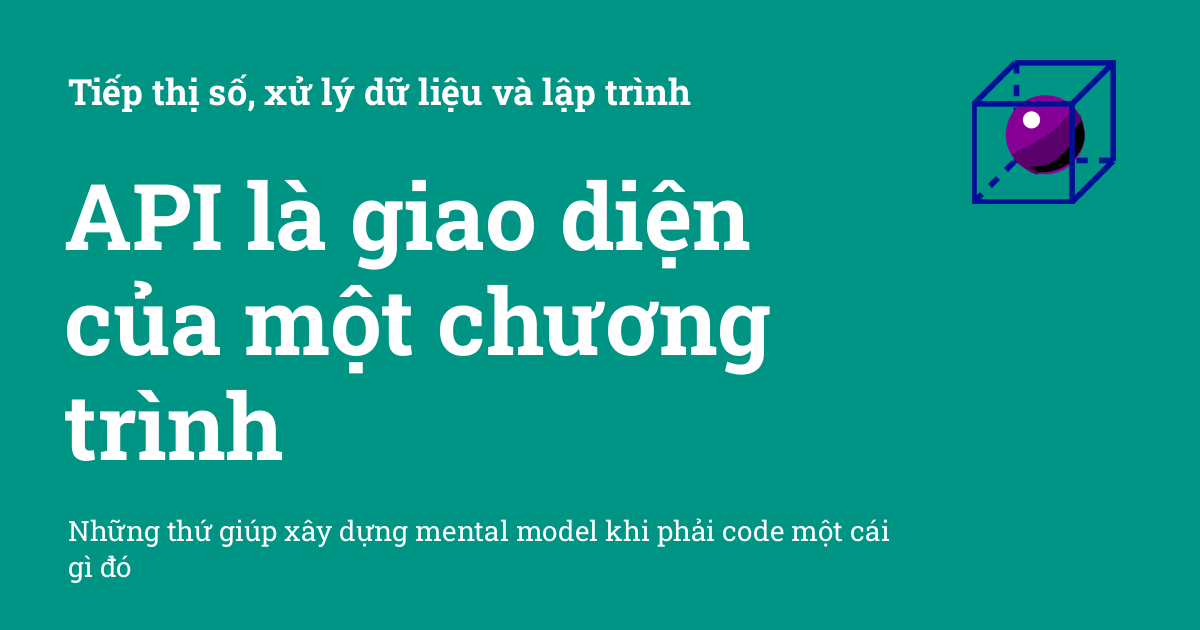 Tiếp thị số, xử lý dữ liệu và lập trình
API là giao diện
của một chương
trình
Những thứ giúp xây dựng mental model khi phải code một cái
gì đó